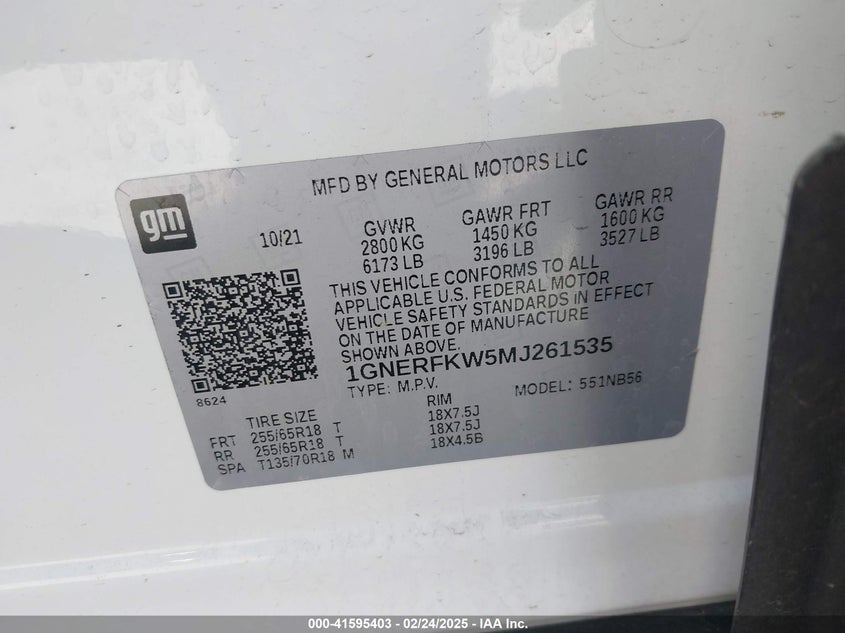 MFD BY GENERAL MOTORS LLC
gm
10/21
GVWR GAWR FRT GAWR RR
2800 KG 1450 KG 1600 KG
6173 LB 3196 LB 3527 LB
THIS VEHICLE CONFORMS TO ALL
APPLICABLE U.S. FEDERAL MOTOR
VEHICLE SAFETY STANDARDS IN EFFECT
ON THE DATE OF MANUFACTURE
SHOWN ABOVE.
1GNERFKW5MJ261535
TYPE: M.P.V. MODEL: 551NB56
8624
TIRE SIZE RIM
FRT 255/65R18 T 18X7.5J
RR 255/65R18 T 18X7.5J
SPA T135/70R18 M 18X4.5B
000-41595403 - 02/24/2025 - IAA Inc.